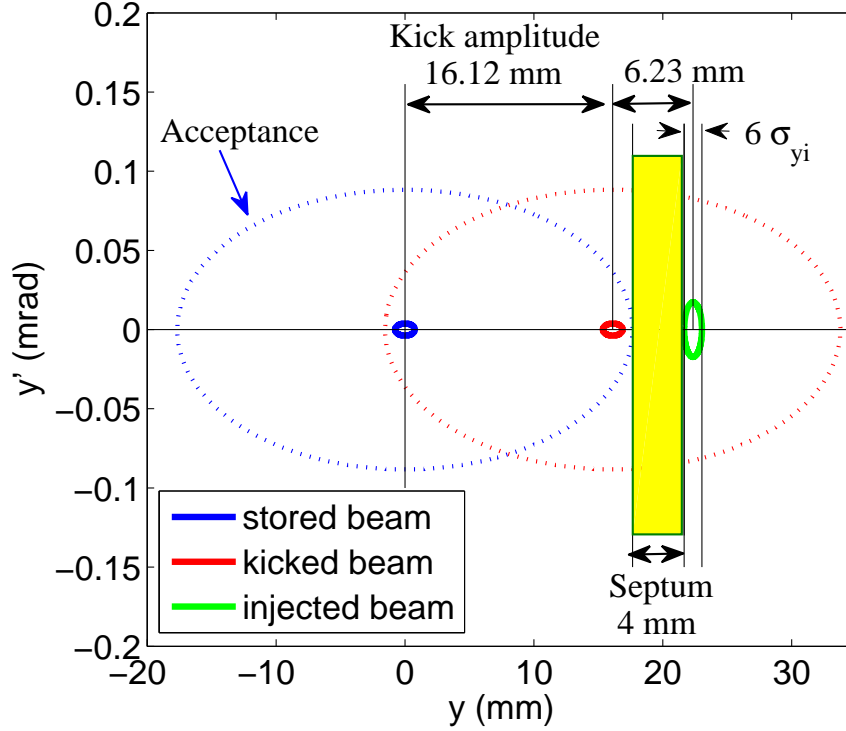 Kick amplitude
16.12 mm
6.23 mm
6 σyi
Acceptance
0.2
0.15
0.1
0.05
0
−0.05
−0.1
−0.15
−0.2
y' (mrad)
stored beam
kicked beam
injected beam
Septum
4 mm
−20
−10
0
10
20
30
y (mm)